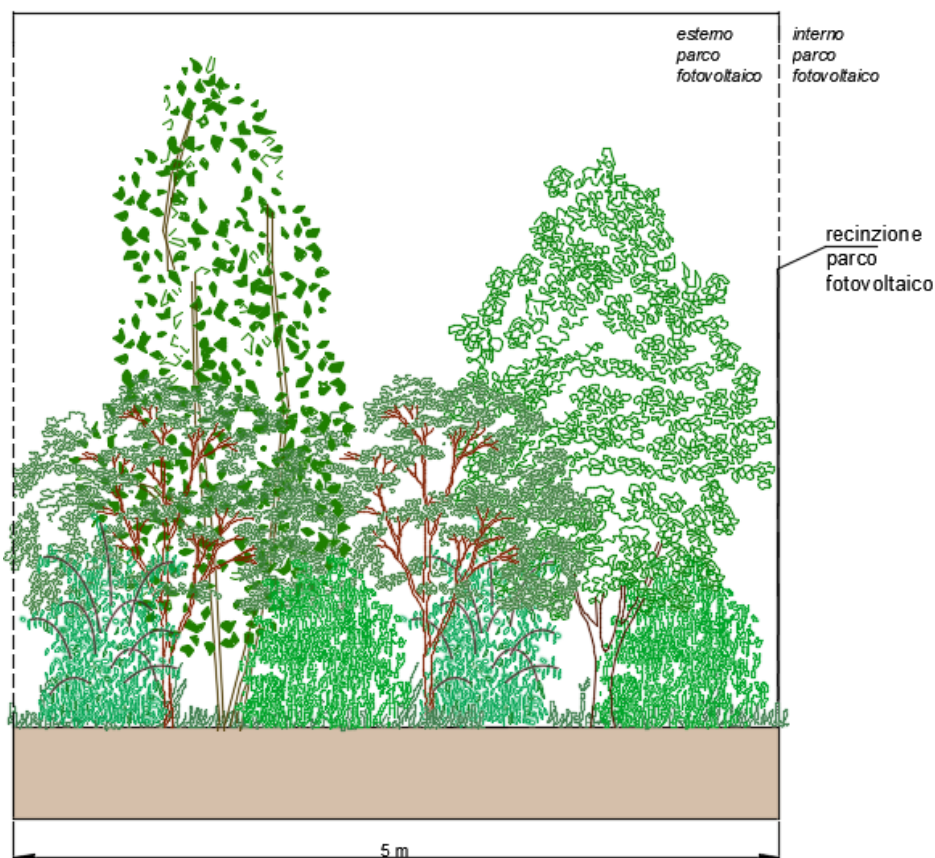 esterno
parco
fotovoltaico
interno
parco
fotovoltaico
recinzione
parco
fotovoltaico
5 m